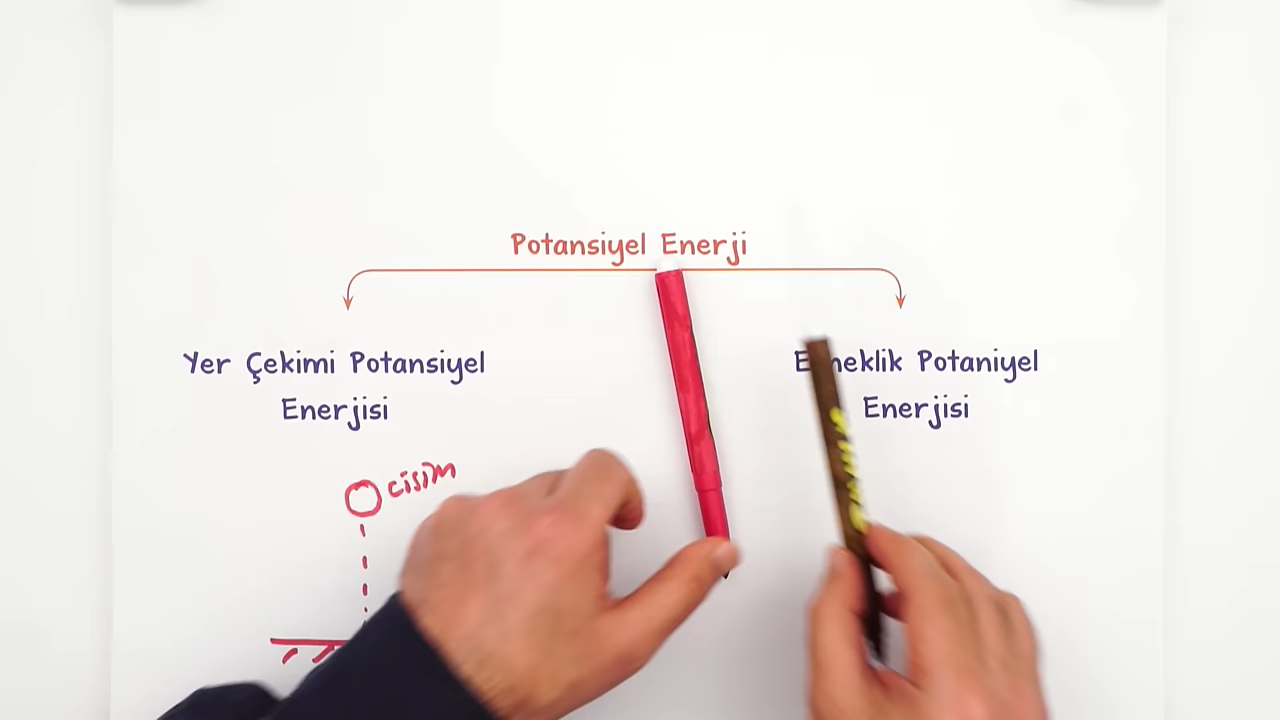 Potansiyel Enerji
Yer Çekimi Potansiyel
Enerjisi
Potaniyel
Enerjisi
cisim